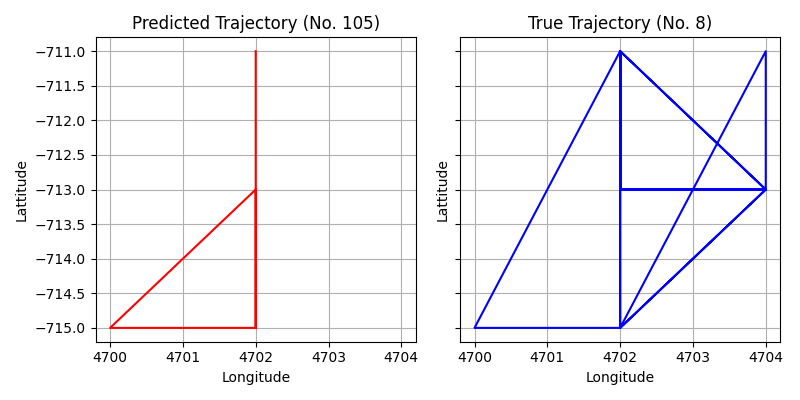 Predicted Trajectory (No. 105)
True Trajectory (No. 8)
Lattitude
−711.0
−711.5
−712.0
−712.5
−713.0
−713.5
−714.0
−714.5
−715.0
4700 4701 4702 4703 4704
Longitude
Lattitude
4700 4701 4702 4703 4704
Longitude